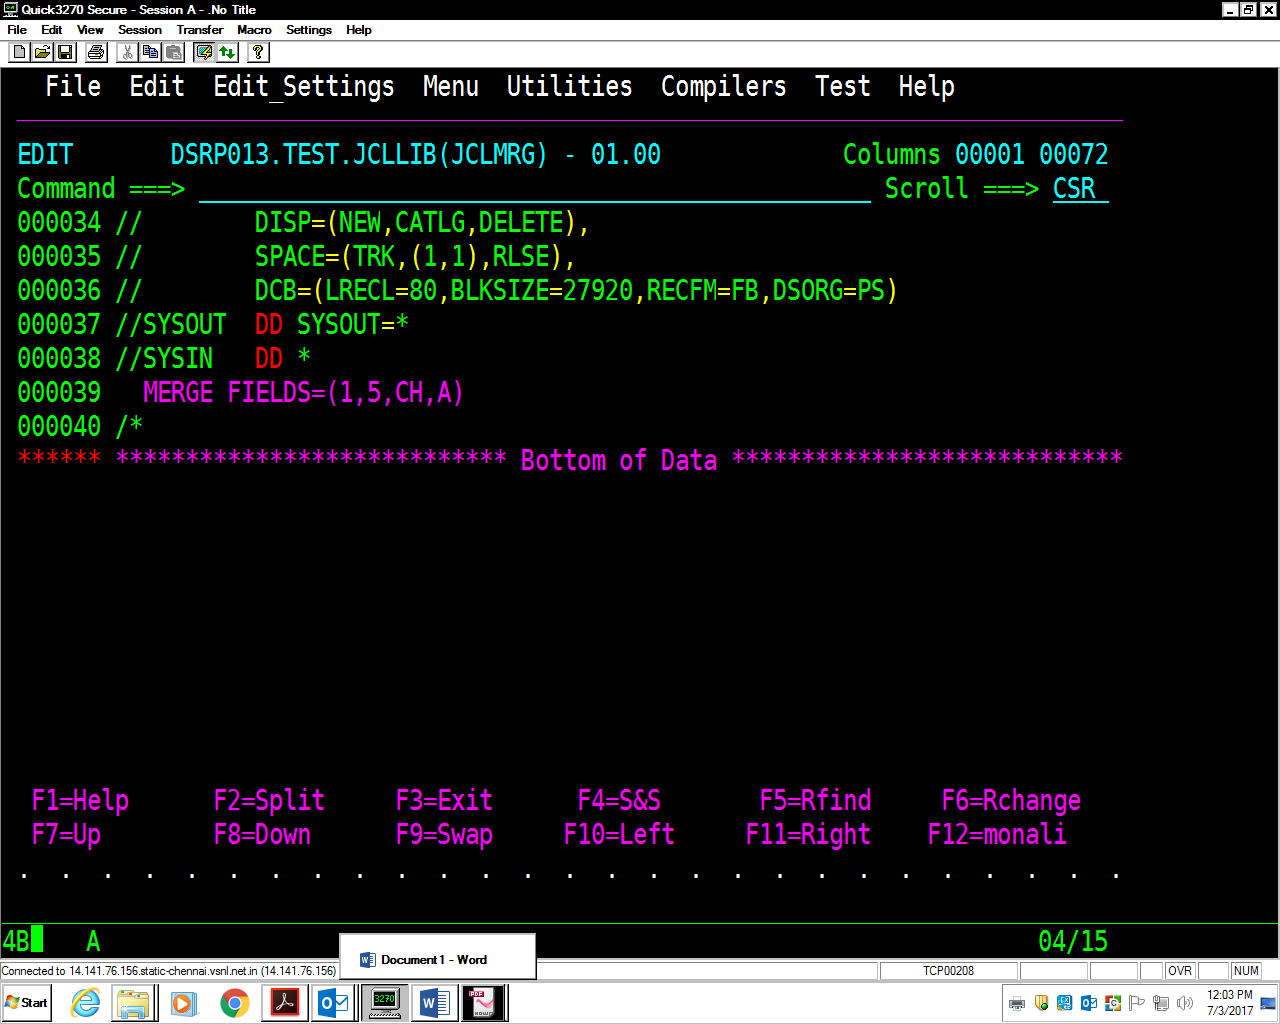 Quick3270 Secure - Session A - .No Title
File Edit View Session Transfer Macro Settings Help
File Edit Edit_Settings Menu Utilities Compilers Test Help
EDIT DSRP013.TEST.JCLLIB(JCLMRG) - 01.00 Columns 00001 00072
Command ===> Scroll ===> CSR
000034 // DISP=(NEW,CATLG,DELETE),
000035 // SPACE=(TRK,(1,1),RLSE),
000036 // DCB=(LRECL=80,BLKSIZE=27920,RECFM=FB,DSORG=PS)
000037 //SYSOUT DD SYSOUT=*
000038 //SYSIN DD *
000039 MERGE FIELDS=(1,5,CH,A)
000040 /*
****** **************************** Bottom of Data ****************************
F1=Help F2=Split F3=Exit F4=S&S F5=Rfind F6=Rchange
F7=Up F8=Down F9=Swap F10=Left F11=Right F12=monali
. . . . . . . . . . . . . . . . . . . . . . . . . . .
4B A 04/15
Document1 - Word
Connected to 14.141.76.156.static-chennai.vsnl.net.in (14.141.76.156) TCP00208 OVR NUM
Start 3270 12:03 PM
7/3/2017